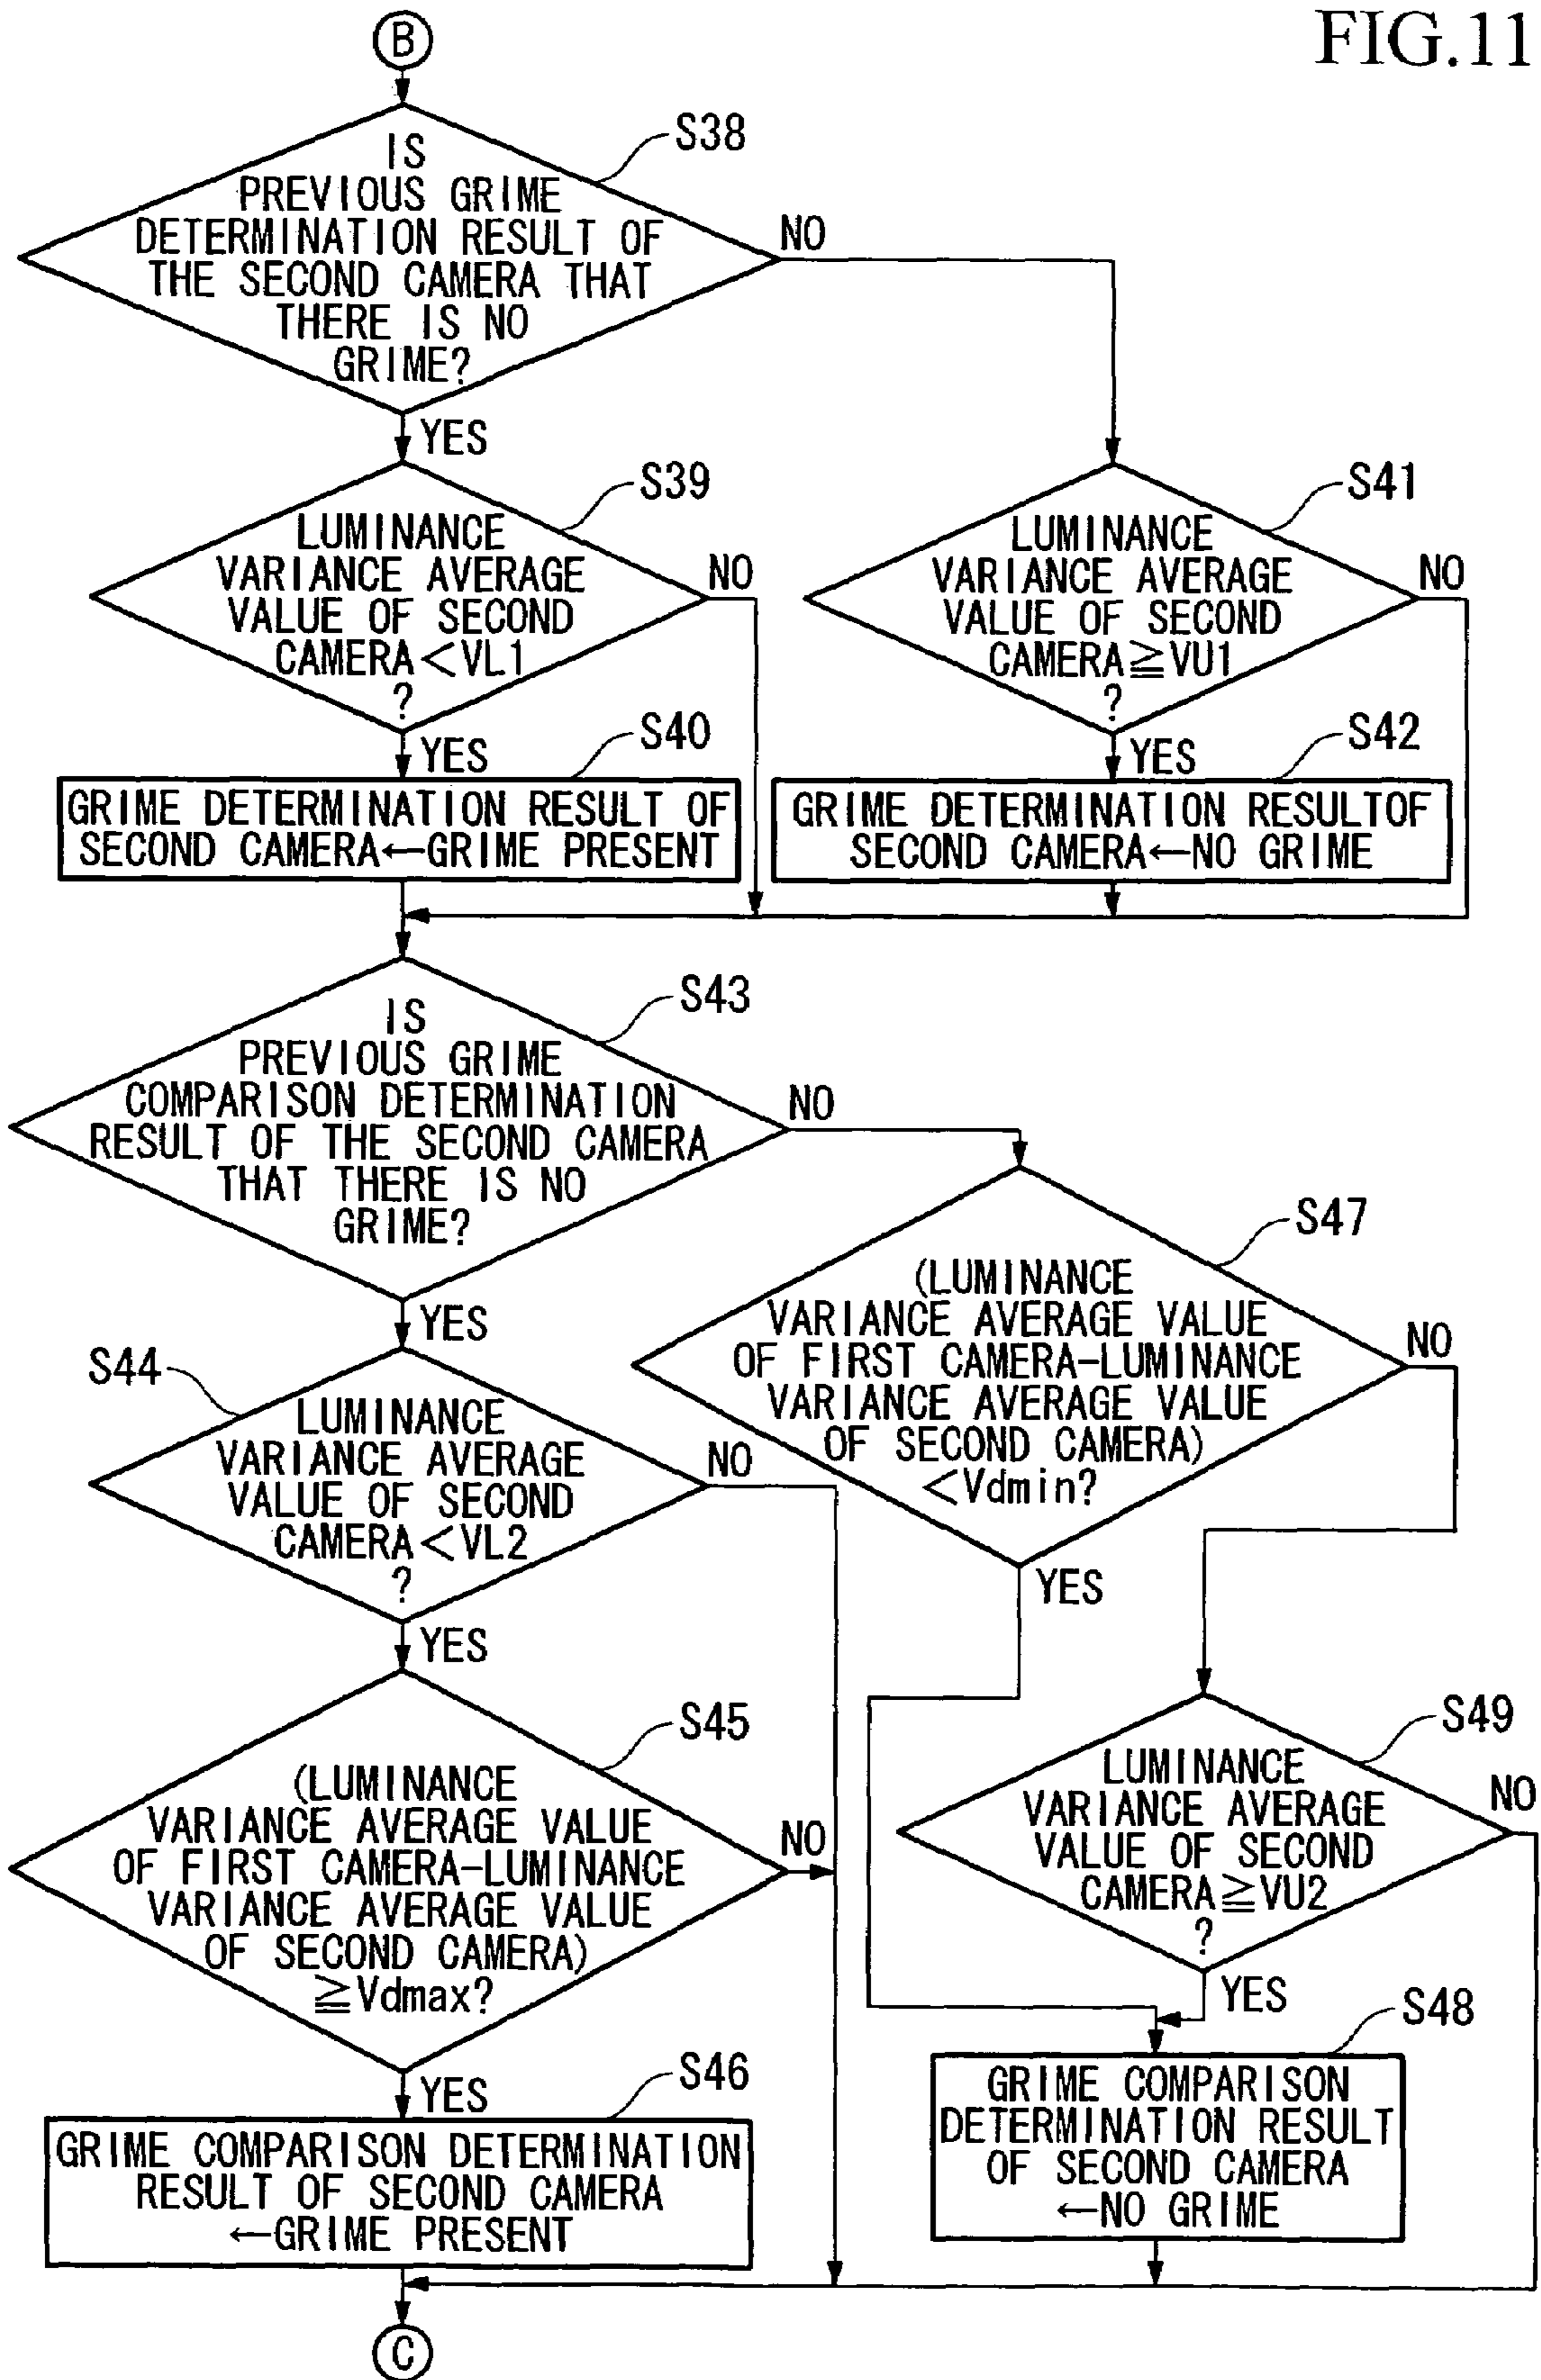 FIG.11
B
S38
IS
PREVIOUS GRIME
DETERMINATION RESULT OF
THE SECOND CAMERA THAT
THERE IS NO
GRIME?
NO
YES
S39
LUMINANCE
VARIANCE AVERAGE
VALUE OF SECOND
CAMERA<VL1
?
NO
YES
S41
LUMINANCE
VARIANCE AVERAGE
VALUE OF SECOND
CAMERA≧VU1
?
NO
YES
S40
GRIME DETERMINATION RESULT OF
SECOND CAMERA←GRIME PRESENT
S42
GRIME DETERMINATION RESULTOF
SECOND CAMERA←NO GRIME
S43
IS
PREVIOUS GRIME
COMPARISON DETERMINATION
RESULT OF THE SECOND CAMERA
THAT THERE IS NO
GRIME?
NO
YES
S44
LUMINANCE
VARIANCE AVERAGE
VALUE OF SECOND
CAMERA<VL2
?
NO
YES
S47
(LUMINANCE
VARIANCE AVERAGE VALUE
OF FIRST CAMERA-LUMINANCE
VARIANCE AVERAGE VALUE
OF SECOND CAMERA)
<Vdmin?
NO
YES
S45
(LUMINANCE
VARIANCE AVERAGE VALUE
OF FIRST CAMERA-LUMINANCE
VARIANCE AVERAGE VALUE
OF SECOND CAMERA)
≧Vdmax?
NO
YES
S49
LUMINANCE
VARIANCE AVERAGE
VALUE OF SECOND
CAMERA≧VU2
?
NO
YES
S46
GRIME COMPARISON DETERMINATION
RESULT OF SECOND CAMERA
←GRIME PRESENT
S48
GRIME COMPARISON
DETERMINATION RESULT
OF SECOND CAMERA
←NO GRIME
C